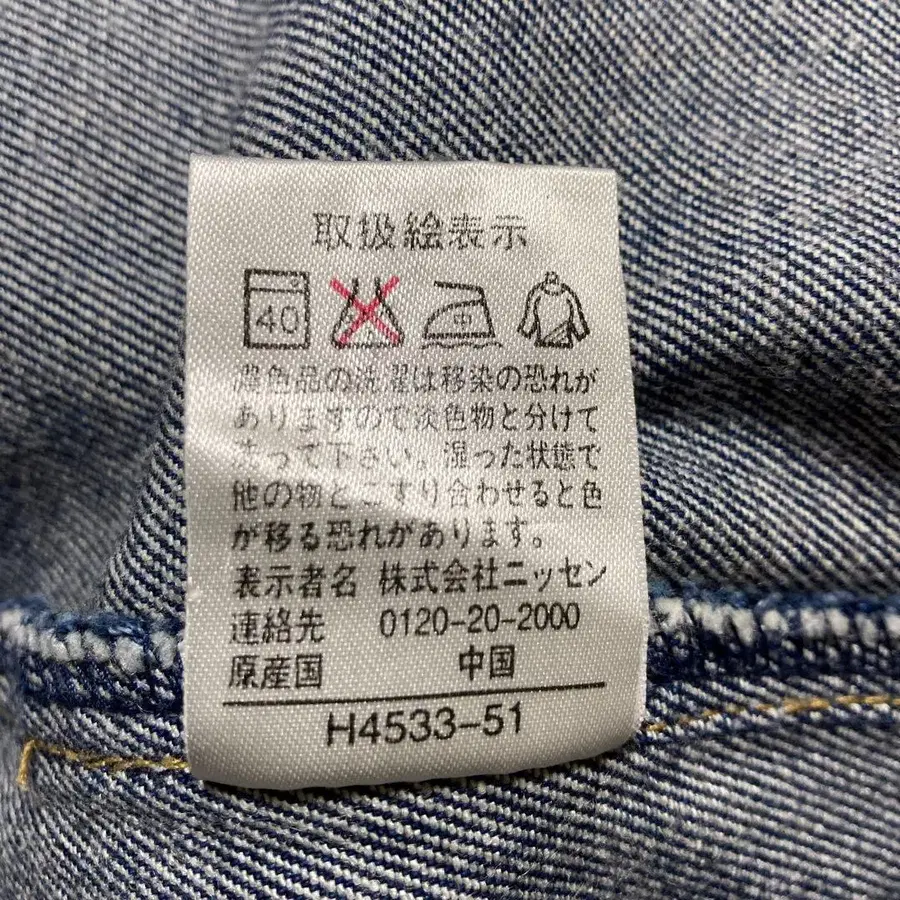 取扱絵表示
40 中
濃色品の洗濯は移染の恐れが
ありますので淡色物と分けて
洗って下さい。湿った状態で
他の物とこすり合わせると色
が移る恐れがあります。
表示者名 株式会社ニッセン
連絡先 0120-20-2000
原産国 中国
H4533-51